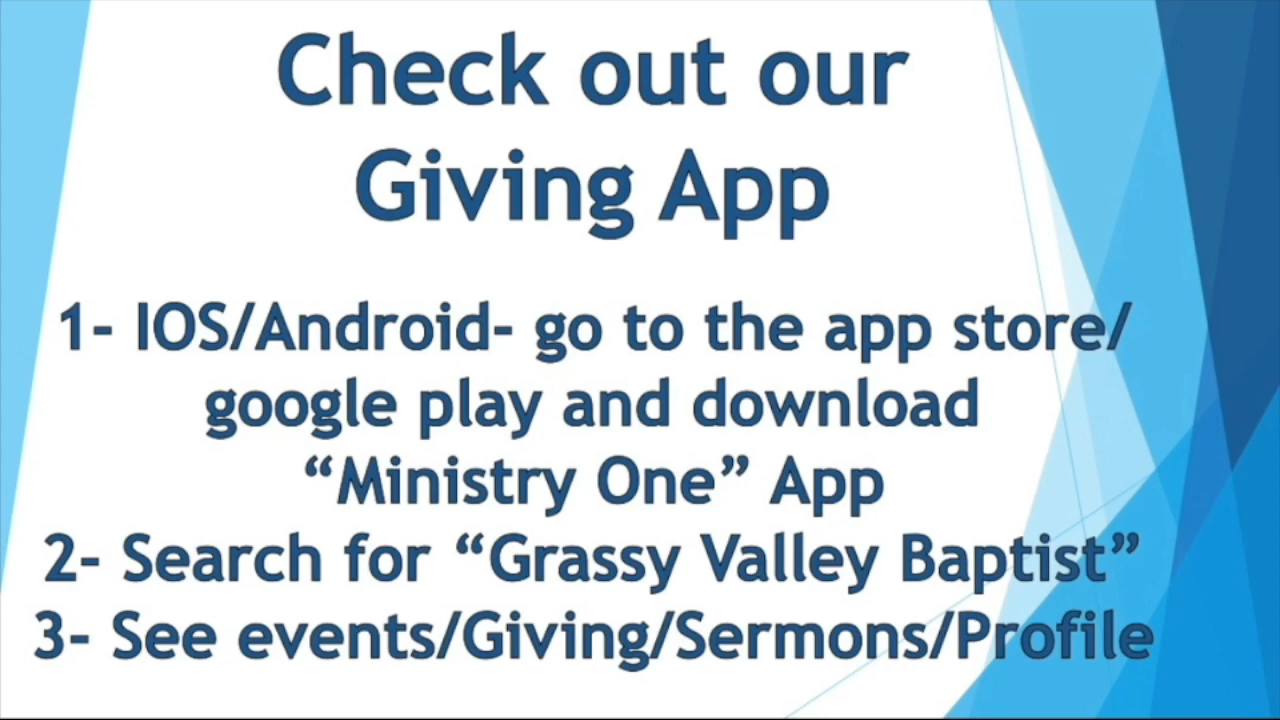 Check out our
Giving App
1- IOS/Android- go to the app store/
google play and download
“Ministry One” App
2- Search for “Grassy Valley Baptist”
3- See events/Giving/Sermons/Profile